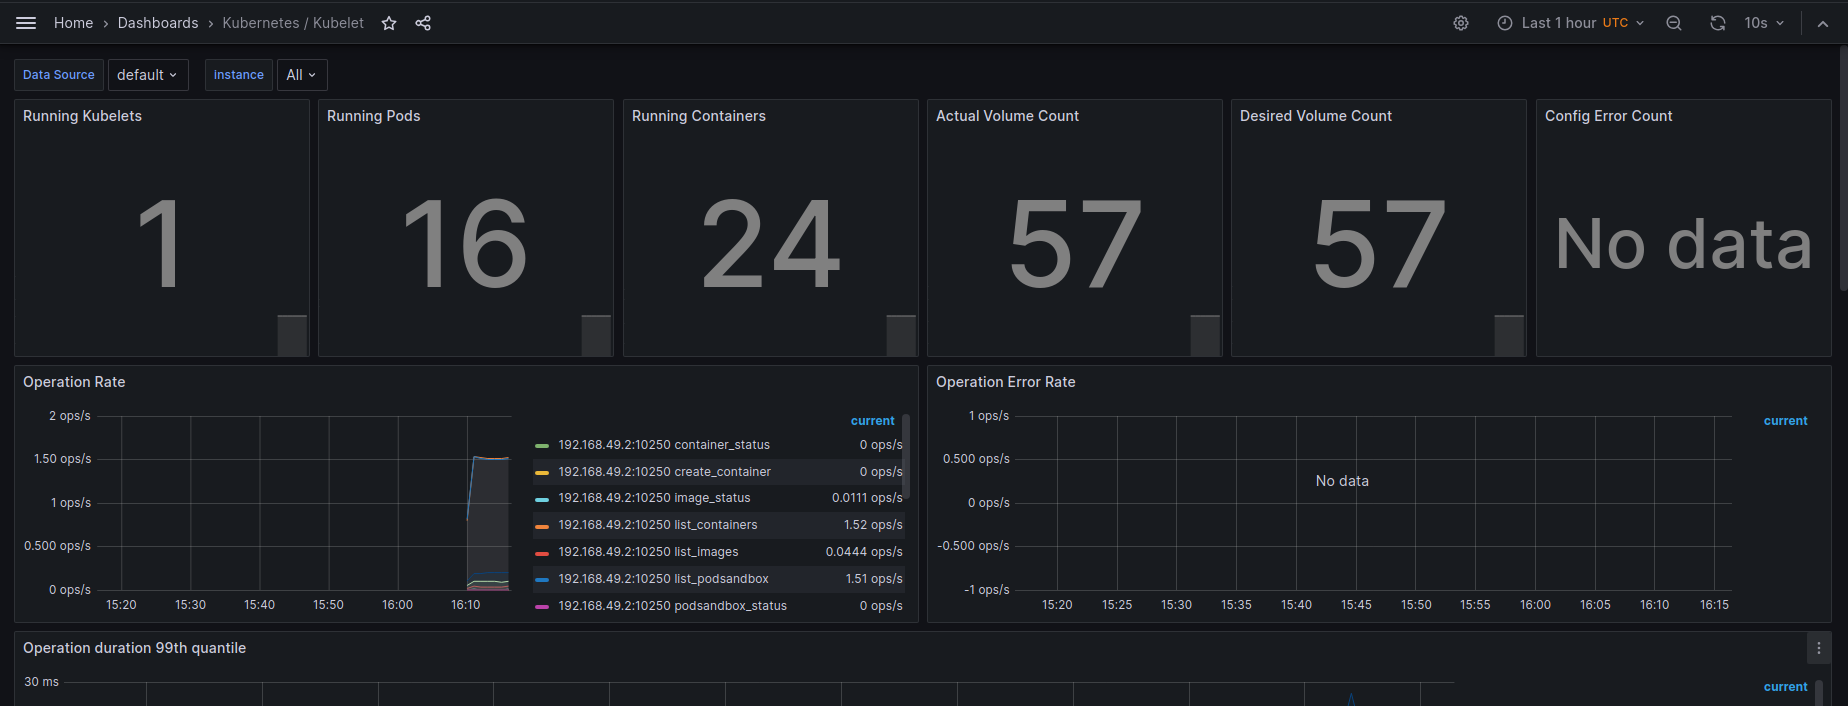 Home › Dashboards › Kubernetes / Kubelet
Last 1 hour UTC
10s
Data Source default Instance All
Running Kubelets
1
Running Pods
16
Running Containers
24
Actual Volume Count
57
Desired Volume Count
57
Config Error Count
No data
Operation Rate
2 ops/s
1.50 ops/s
1 ops/s
0.500 ops/s
0 ops/s
15:20 15:30 15:40 15:50 16:00 16:10
current
192.168.49.2:10250 container_status 0 ops/s
192.168.49.2:10250 create_container 0 ops/s
192.168.49.2:10250 image_status 0.0111 ops/s
192.168.49.2:10250 list_containers 1.52 ops/s
192.168.49.2:10250 list_images 0.0444 ops/s
192.168.49.2:10250 list_podsandbox 1.51 ops/s
192.168.49.2:10250 podsandbox_status 0 ops/s
Operation Error Rate
1 ops/s
0.500 ops/s
0 ops/s
-0.500 ops/s
-1 ops/s
No data
15:20 15:25 15:30 15:35 15:40 15:45 15:50 15:55 16:00 16:05 16:10 16:15
current
Operation duration 99th quantile
30 ms
current